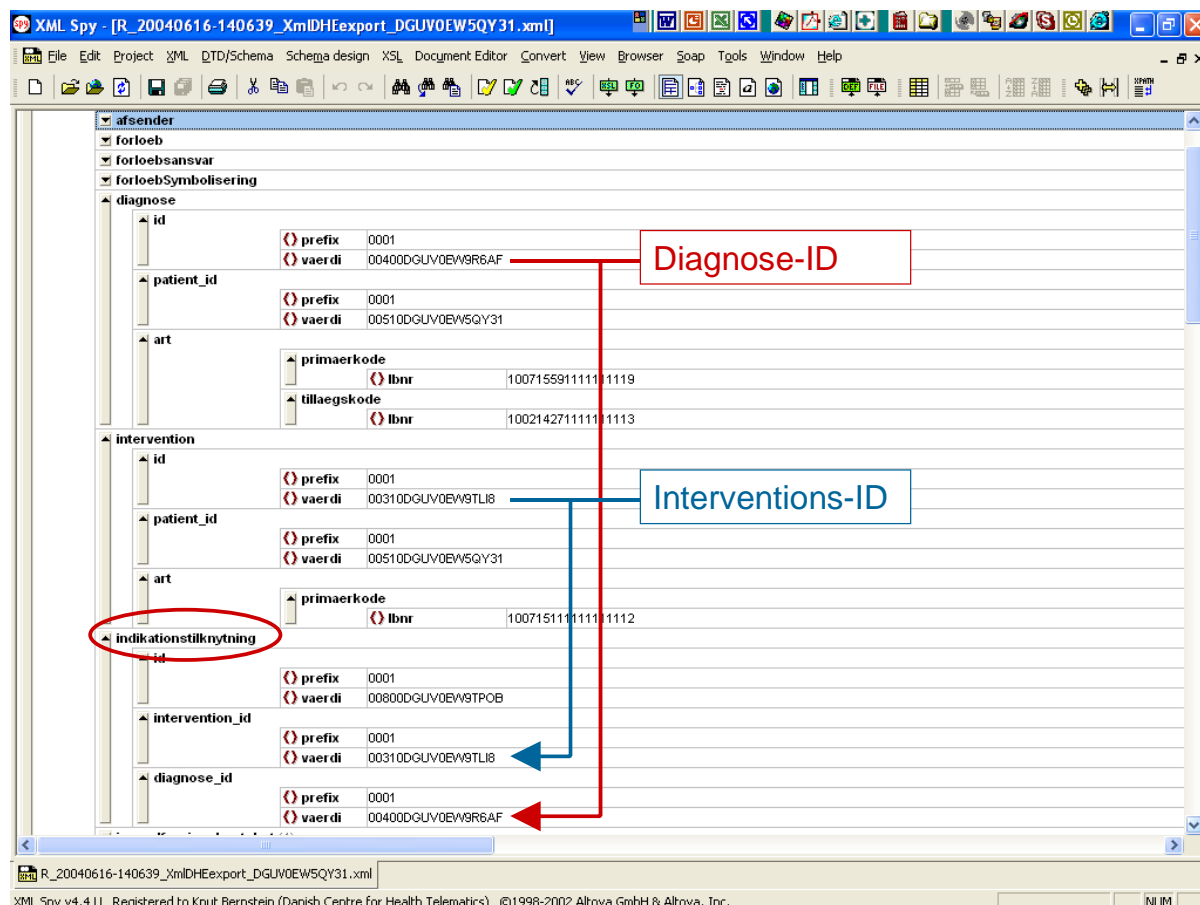 XML Spy - [R_20040616-140639_XmlDHEexport_DGUV0EW5QY31.xml]
File Edit Project XML DTD/Schema Schema design XSL Document Editor Convert View Browser Soap Tools Window Help
afsender
forloeb
forloebsansvar
forloebSymbolisering
diagnose
id
prefix 0001
vaerdi 00400DGUV0EW9R6AF
Diagnose-ID
patient_id
prefix 0001
vaerdi 00510DGUV0EW5QY31
art
primaerkode
lbnr
tillaegskode
lbnr
intervention
id
prefix 0001
vaerdi 00310DGUV0EW9TLI8
Interventions-ID
patient_id
prefix 0001
vaerdi 00510DGUV0EW5QY31
art
primaerkode
lbnr
indikationstilknytning
id
prefix 0001
vaerdi 00800DGUV0EW9TPOB
intervention_id
prefix 0001
vaerdi 00310DGUV0EW9TLI8
diagnose_id
prefix 0001
vaerdi 00400DGUV0EW9R6AF
R_20040616-140639_XmlDHEexport_DGUV0EW5QY31.xml
XML Spy v4.4 U Registered to Knut Bernstein (Danish Centre for Health Telematics) ©1998-2002 Altova GmbH & Altova, Inc. NUM